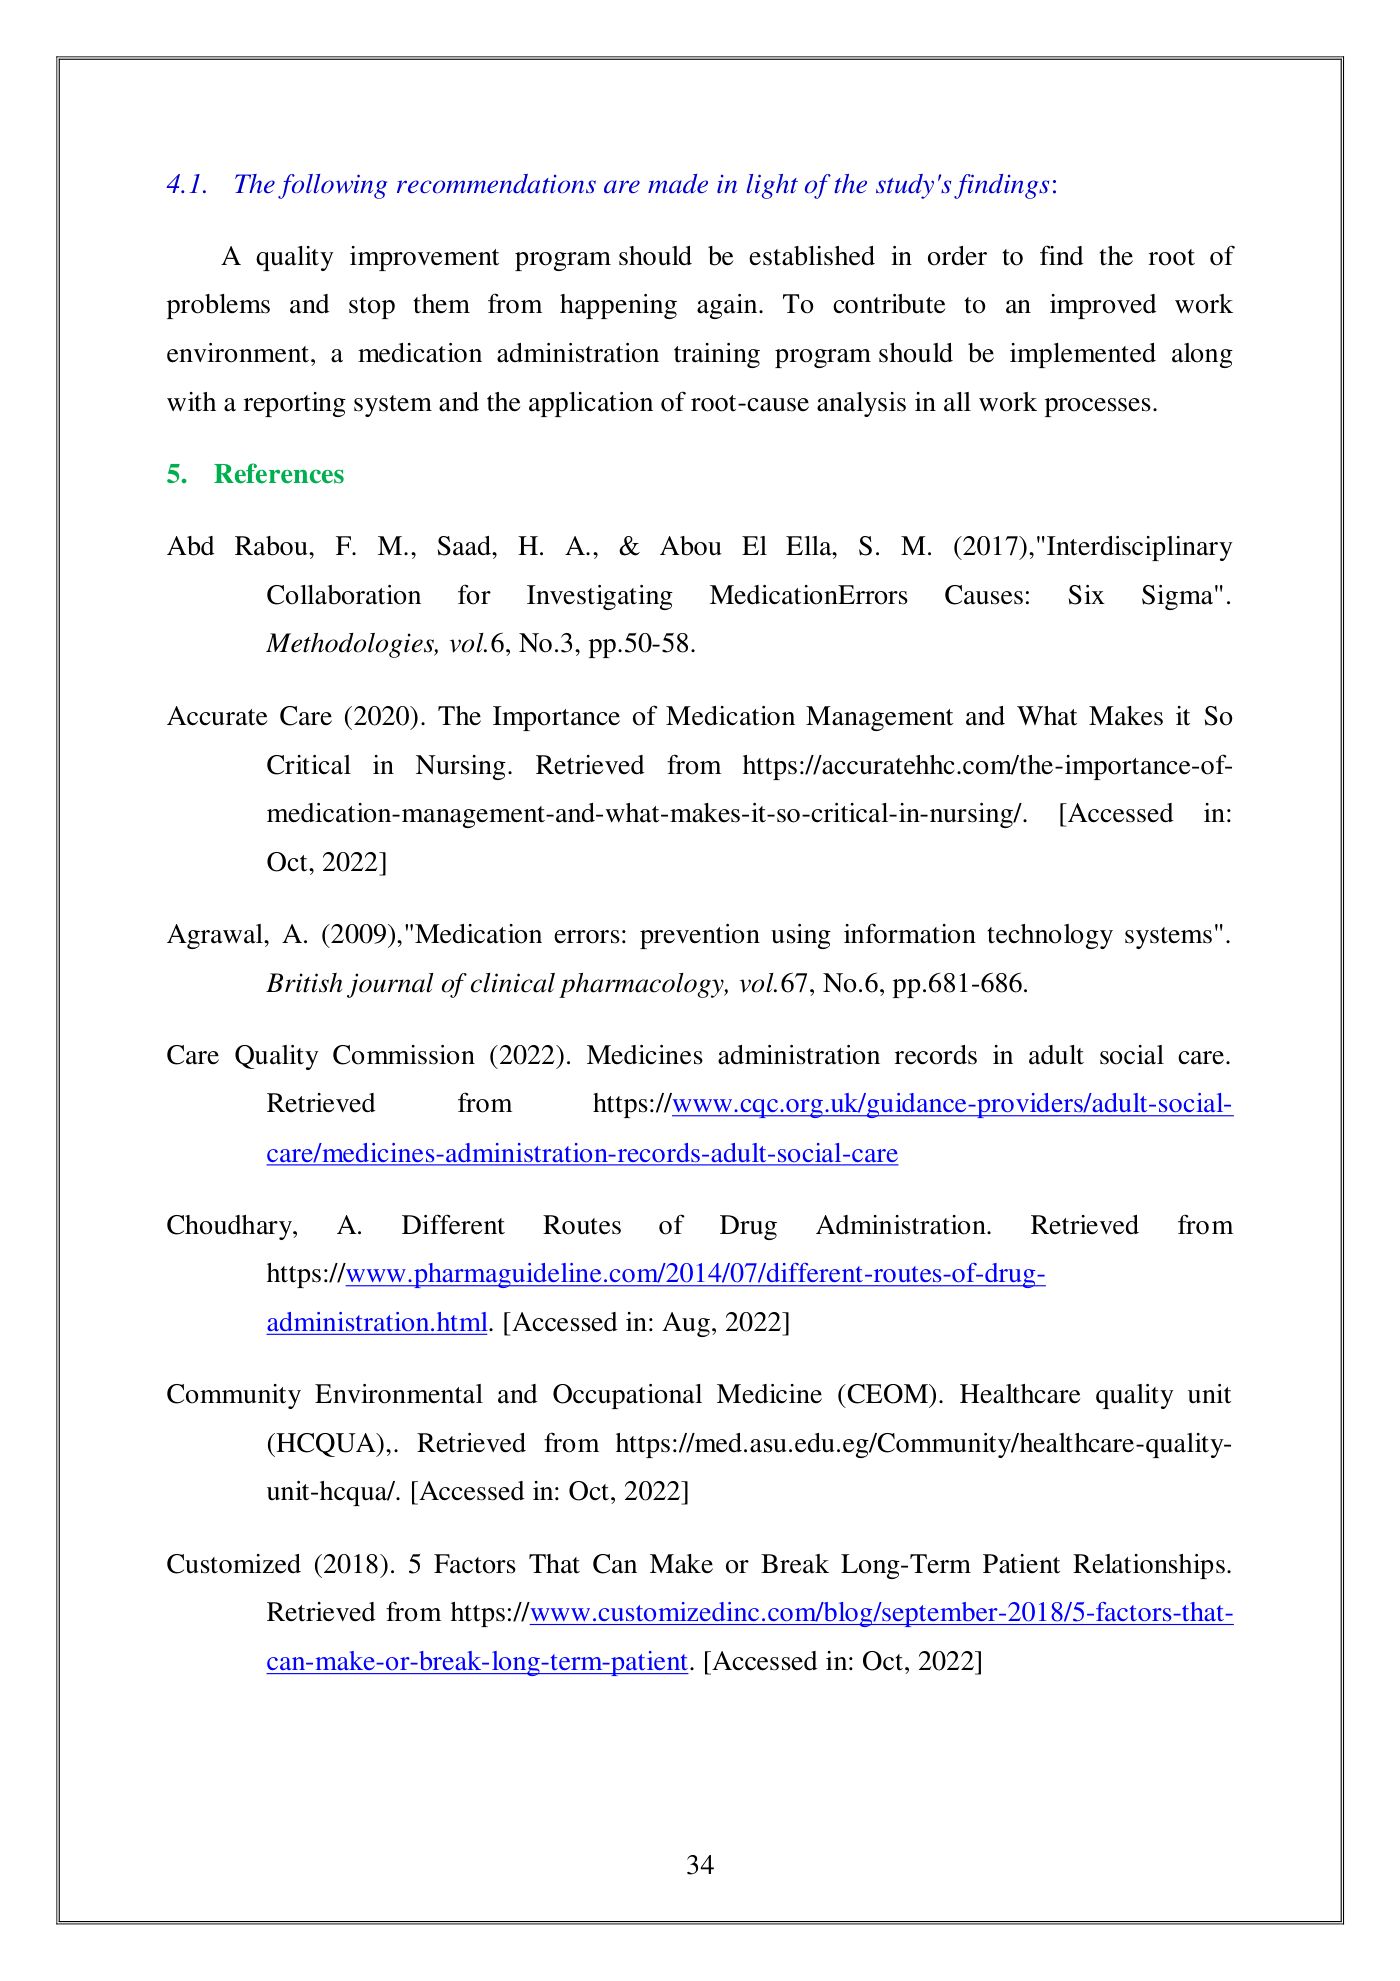 4.1. The following recommendations are made in light of the study's findings:
A quality improvement program should be established in order to find the root of
problems and stop them from happening again. To contribute to an improved work
environment, a medication administration training program should be implemented along
with a reporting system and the application of root-cause analysis in all work processes.
5. References
Abd Rabou, F. M., Saad, H. A., & Abou El Ella, S. M. (2017),"Interdisciplinary
Collaboration for Investigating MedicationErrors Causes: Six Sigma".
Methodologies, vol.6, No.3, pp.50-58.
Accurate Care (2020). The Importance of Medication Management and What Makes it So
Critical in Nursing. Retrieved from https://accuratehhc.com/the-importance-of-
medication-management-and-what-makes-it-so-critical-in-nursing/. [Accessed in:
Oct, 2022]
Agrawal, A. (2009),"Medication errors: prevention using information technology systems".
British journal of clinical pharmacology, vol.67, No.6, pp.681-686.
Care Quality Commission (2022). Medicines administration records in adult social care.
Retrieved from https://www.cqc.org.uk/guidance-providers/adult-social-
care/medicines-administration-records-adult-social-care
Choudhary, A. Different Routes of Drug Administration. Retrieved from
https://www.pharmaguideline.com/2014/07/different-routes-of-drug-
administration.html. [Accessed in: Aug, 2022]
Community Environmental and Occupational Medicine (CEOM). Healthcare quality unit
(HCQUA),. Retrieved from https://med.asu.edu.eg/Community/healthcare-quality-
unit-hcqua/. [Accessed in: Oct, 2022]
Customized (2018). 5 Factors That Can Make or Break Long-Term Patient Relationships.
Retrieved from https://www.customizedinc.com/blog/september-2018/5-factors-that-
can-make-or-break-long-term-patient. [Accessed in: Oct, 2022]
34